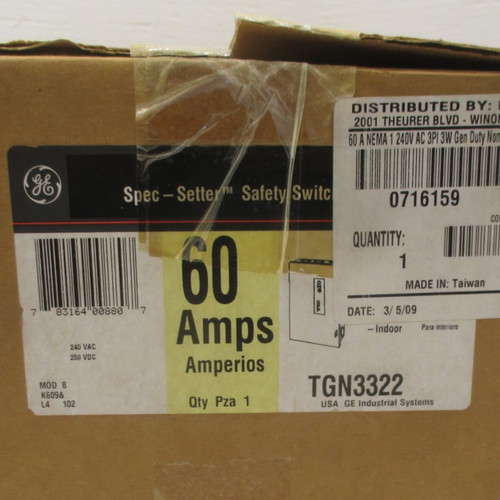 DISTRIBUTED BY:
2001 THEURER BLVD - WINON
60 A NEMA 1 240V AC 3Pl 3W Gen Duty Non
0716159
QUANTITY:
1
MADE IN: Taiwan
DATE: 3/5/09
GE
Spec-Setter™ Safety Switc
7 83164 00880 7
60
Amps
Amperios
Qty Pza 1
240 VAC
250 VDC
MOD 8
L4 102
-Indoor Para interiore
TGN3322
USA GE Industrial Systems